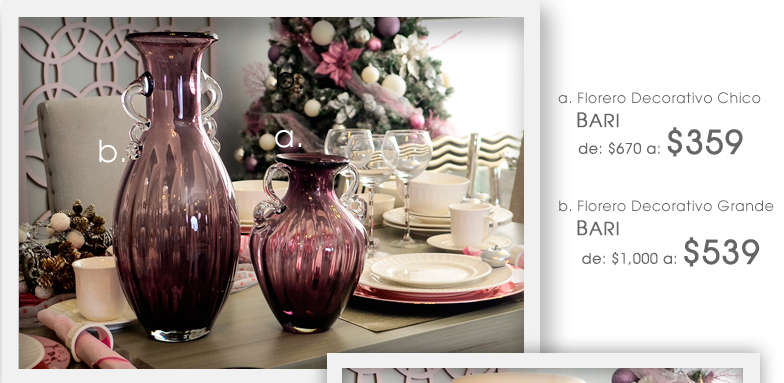 b.
a.
a. Florero Decorativo Chico
BARI
de: $670 a: $359
b. Florero Decorativo Grande
BARI
de: $1,000 a: $539